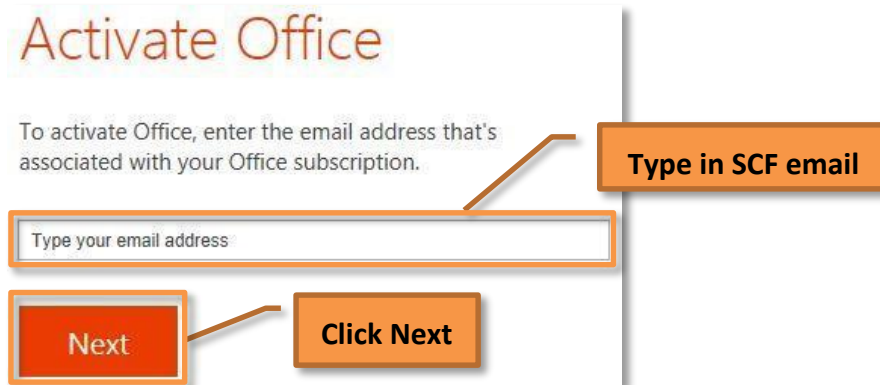 Activate Office
To activate Office, enter the email address that's
associated with your Office subscription.
Type in SCF email
Type your email address
Next
Click Next